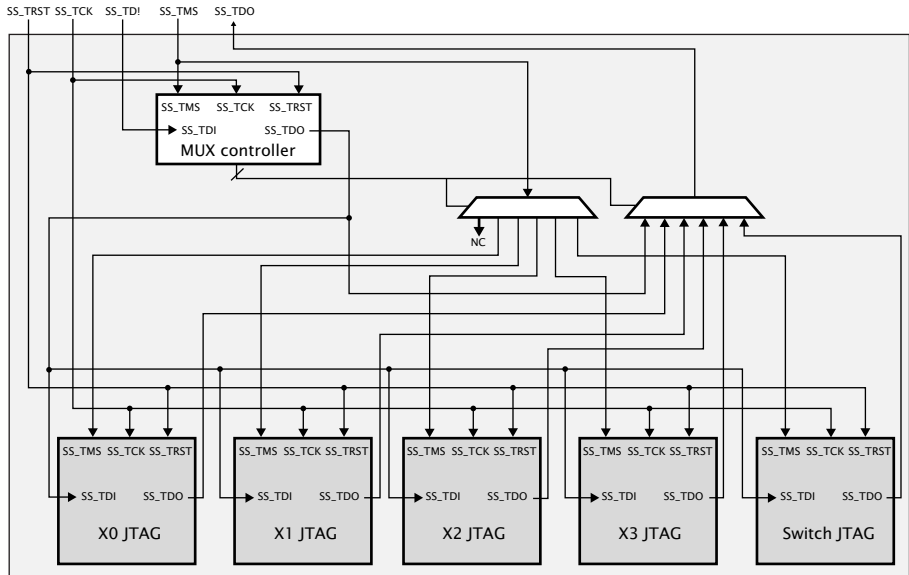 SS_TRST SS_TCK SS_TD! SS_TMS SS_TDO
SS_TMS SS_TCK SS_TRST
SS_TDI SS_TDO
MUX controller
NC
SS_TMS SS_TCK SS_TRST
SS_TDI SS_TDO
X0 JTAG
SS_TMS SS_TCK SS_TRST
SS_TDI SS_TDO
X1 JTAG
SS_TMS SS_TCK SS_TRST
SS_TDI SS_TDO
X2 JTAG
SS_TMS SS_TCK SS_TRST
SS_TDI SS_TDO
X3 JTAG
SS_TMS SS_TCK SS_TRST
SS_TDI SS_TDO
Switch JTAG